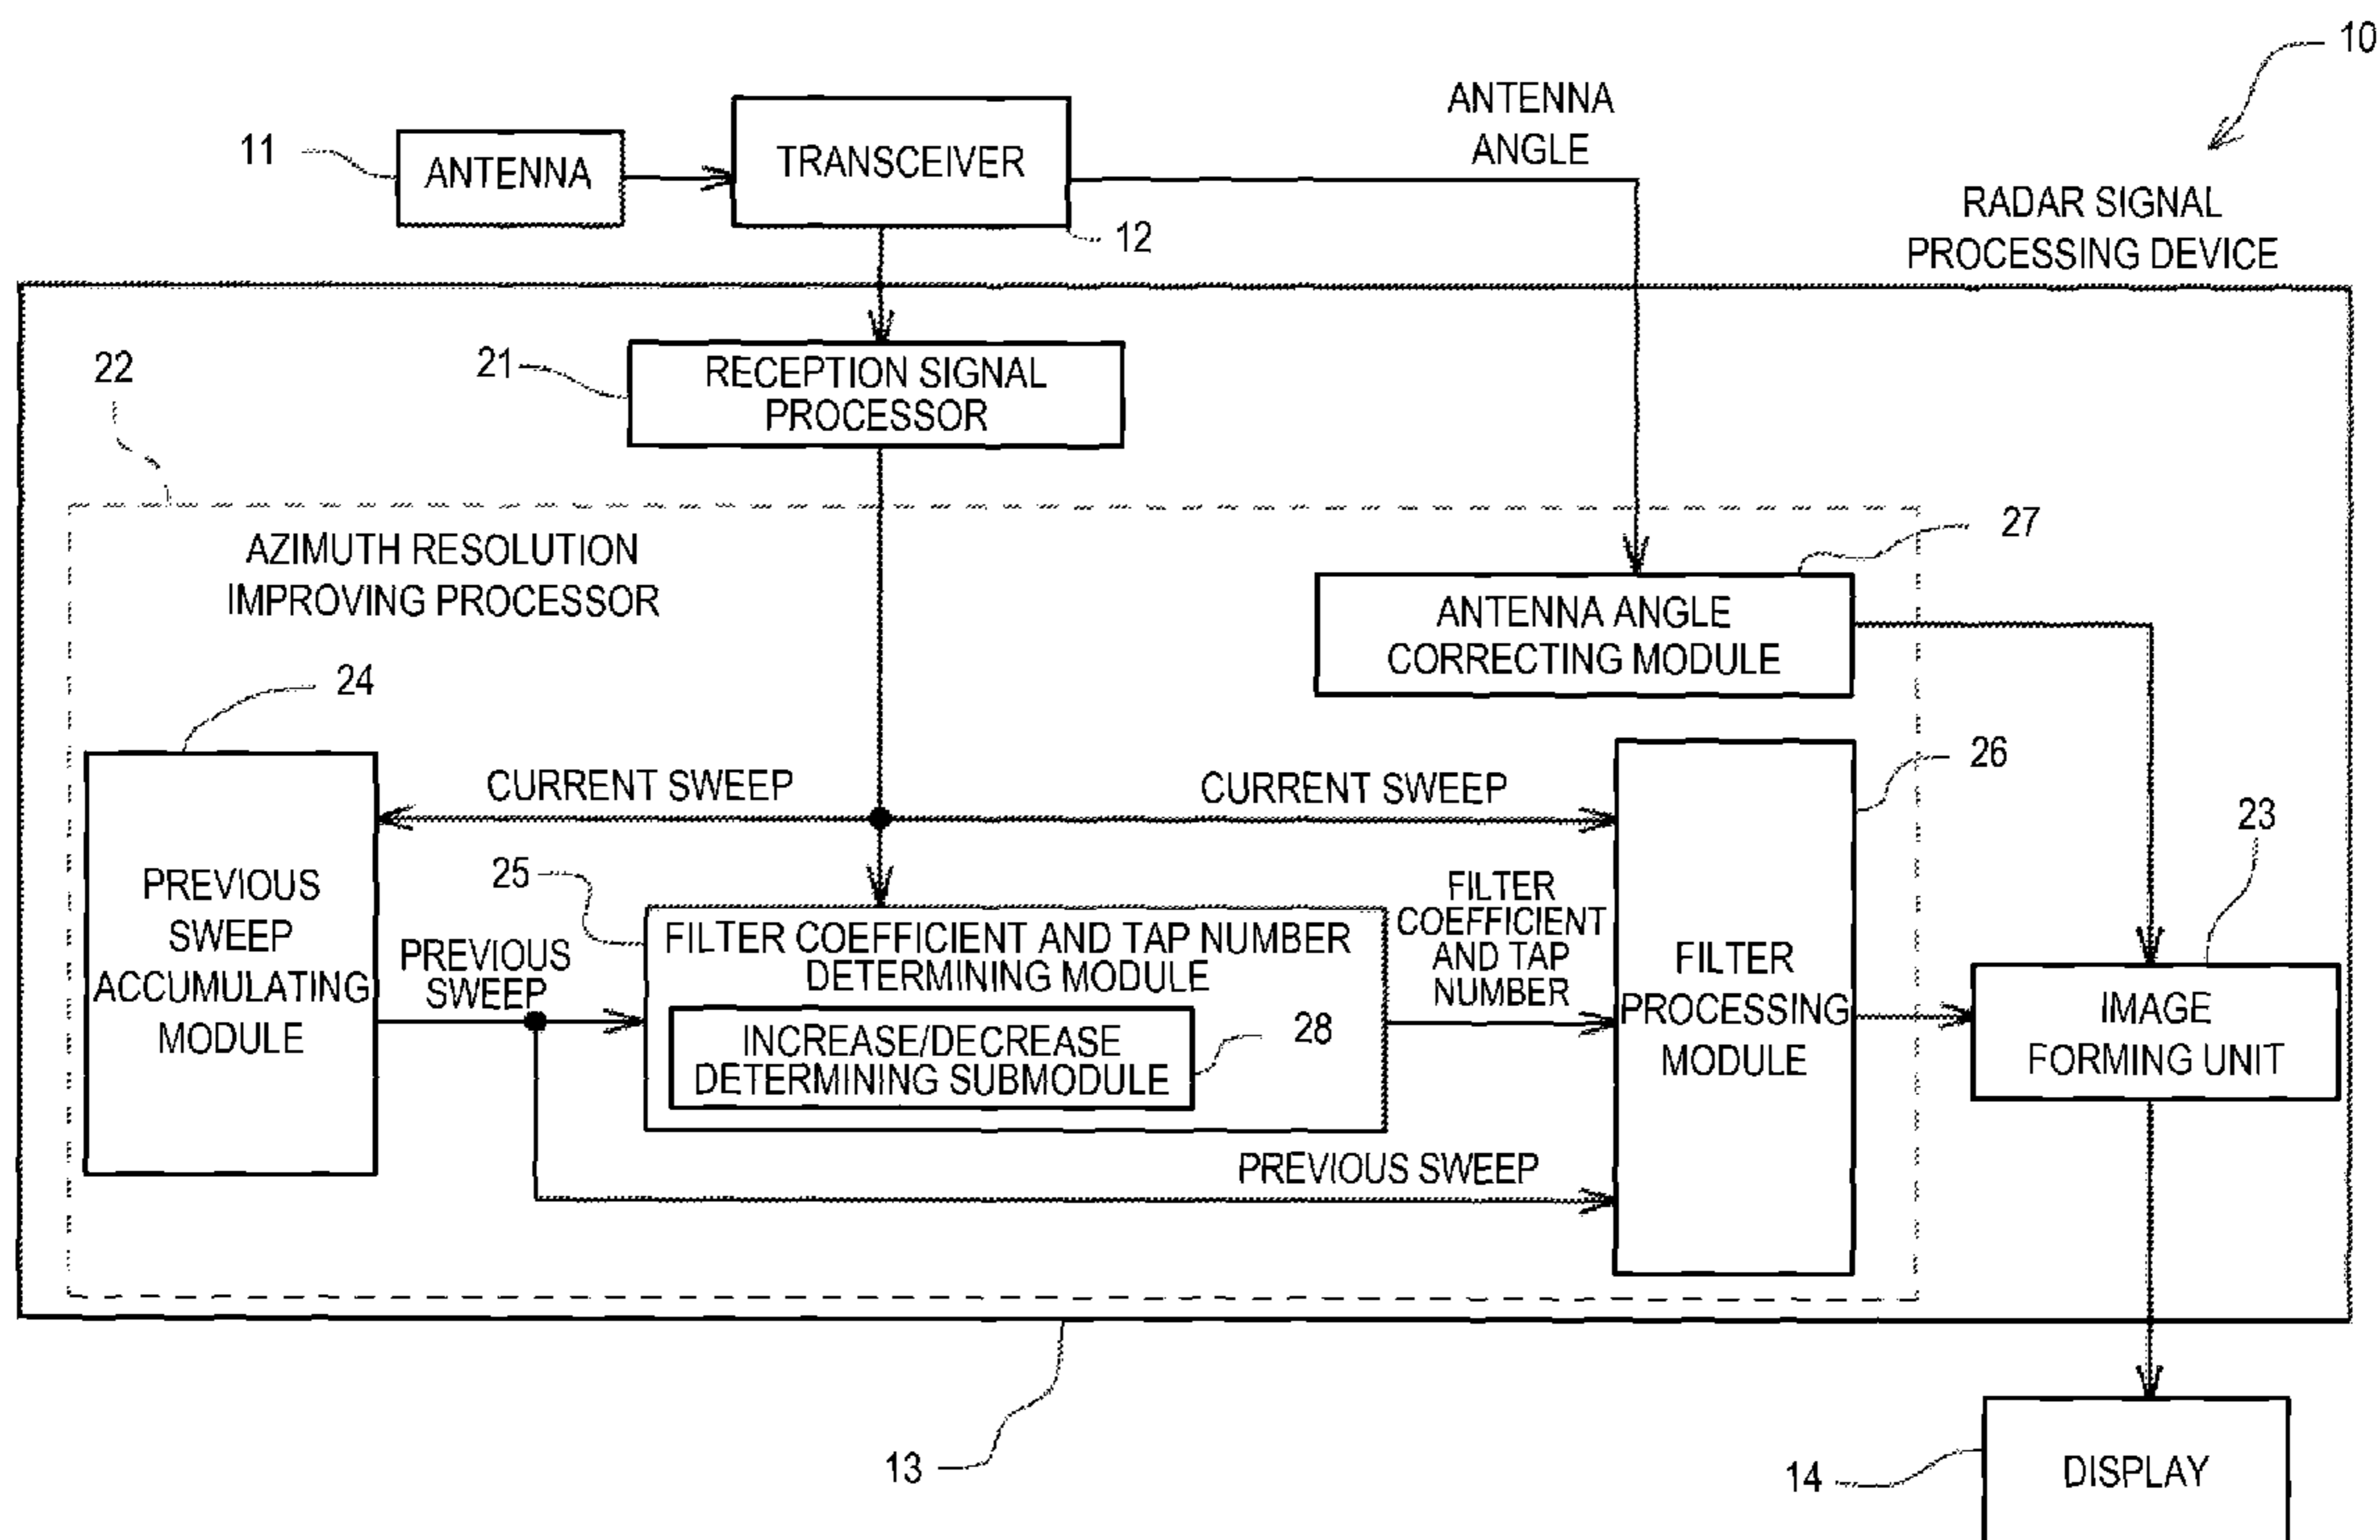 10
ANTENNA
ANGLE
11
ANTENNA
TRANSCEIVER
12
RADAR SIGNAL
PROCESSING DEVICE
22
21
RECEPTION SIGNAL
PROCESSOR
27
AZIMUTH RESOLUTION
IMPROVING PROCESSOR
ANTENNA ANGLE
CORRECTING MODULE
24
26
CURRENT SWEEP
CURRENT SWEEP
23
PREVIOUS
SWEEP
ACCUMULATING
MODULE
25
PREVIOUS
SWEEP
FILTER COEFFICIENT AND TAP NUMBER
DETERMINING MODULE
INCREASE/DECREASE
DETERMINING SUBMODULE
28
FILTER
COEFFICIENT
AND TAP
NUMBER
FILTER
PROCESSING
MODULE
IMAGE
FORMING UNIT
PREVIOUS SWEEP
13
14
DISPLAY